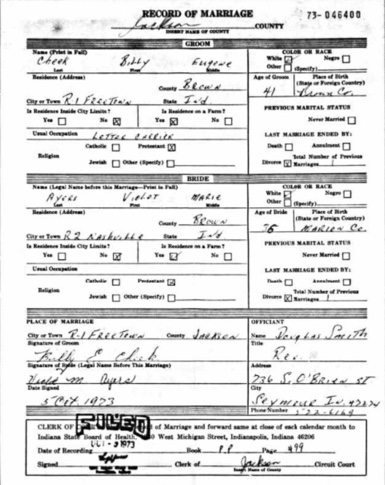 RECORD OF MARRIAGE 73-046400
Jackson COUNTY
INSERT NAME OF COUNTY
GROOM
Name (Print in Full) COLOR OR RACE
Cheek Billy Eugene White Negro
Last First Middle Other (Specify)
Residence (Address) Age of Groom Place of Birth
County Brown (State or Foreign Country)
41 Co.
City or Town R 1 FREETOWN State Ind
Is Residence Inside City Limits? Is Residence on a Farm? PREVIOUS MARITAL STATUS
Yes No X Yes No X Never Married
Usual Occupation LETTER CARRIER LAST MARRIAGE ENDED BY:
Catholic Protestant X Death Annulment
Religion Total Number of Previous
Jewish Other (Specify) Divorce X Marriages
BRIDE
Name (Legal Name before this Marriage—Print in Full) COLOR OR RACE
Ayers Violet Marie White Negro
Last First Middle Other (Specify)
Residence (Address) Age of Bride Place of Birth
County Brown (State or Foreign Country)
MARION Co.
City or Town R 2 Nashville State Ind
Is Residence Inside City Limits? Is Residence on a Farm? PREVIOUS MARITAL STATUS
Yes No Yes No Never Married
Usual Occupation LAST MARRIAGE ENDED BY:
Catholic Protestant Death Annulment
Religion Total Number of Previous
Jewish Other (Specify) Divorce X Marriages
PLACE OF MARRIAGE OFFICIANT
City or Town R-1 FREETOWN County JACKSON Name Douglas Smith
Signature of Groom Title
Billy E Cheek Rev.
Signature of Bride (Legal Name Before This Marriage) Address
Violet M Ayers 736 S. O'Brien ST
Date Signed City
5 Oct 1973 Seymour In. 47274
Phone Number 522-6164
CLERK OF FILED of Marriage and forward same at close of each calendar month to
Indiana State Board of Health, West Michigan Street, Indianapolis, Indiana 46206
Date of Recording 1973 Book PP Page 499
Signed Clerk of Jackson Circuit Court
Insert Name of County